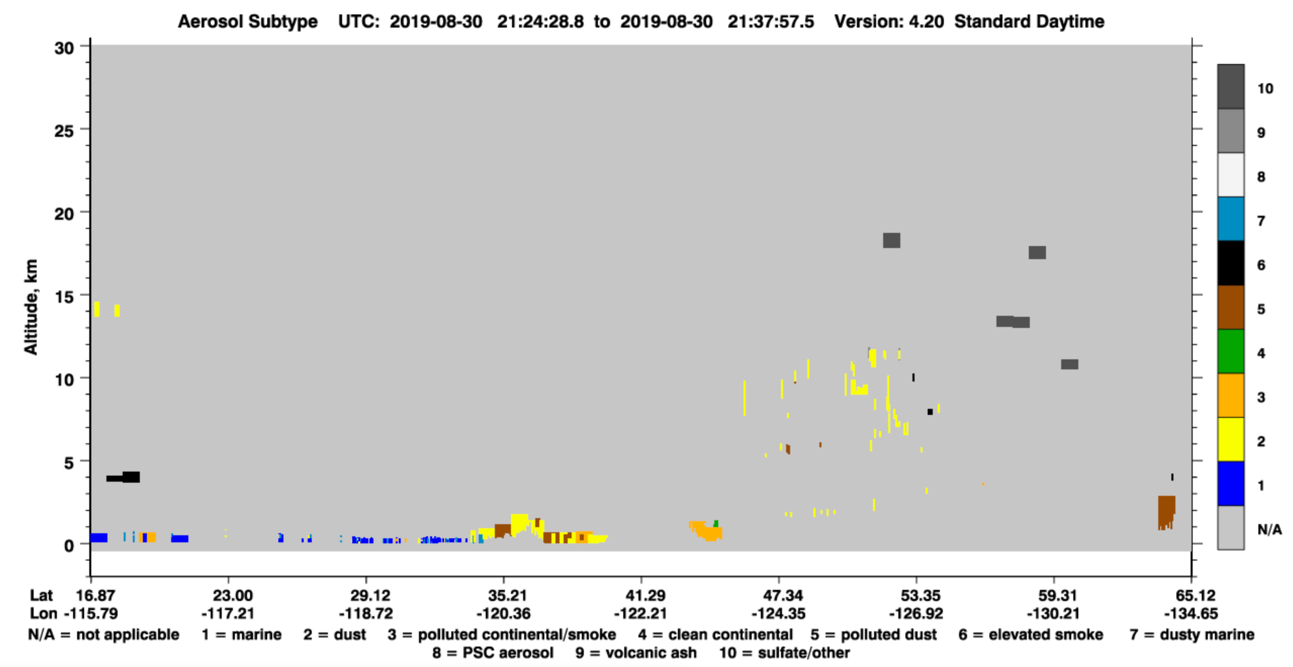 Aerosol Subtype UTC: 2019-08-30 21:24:28.8 to 2019-08-30 21:37:57.5 Version: 4.20 Standard Daytime
30
25
20
15
10
5
0
Altitude, km
10
9
8
7
6
5
4
3
2
1
N/A
Lat 16.87 23.00 29.12 35.21 41.29 47.34 53.35 59.31 65.12
Lon -115.79 -117.21 -118.72 -120.36 -122.21 -124.35 -126.92 -130.21 -134.65
N/A = not applicable 1 = marine 2 = dust 3 = polluted continental/smoke 4 = clean continental 5 = polluted dust 6 = elevated smoke 7 = dusty marine
8 = PSC aerosol 9 = volcanic ash 10 = sulfate/other